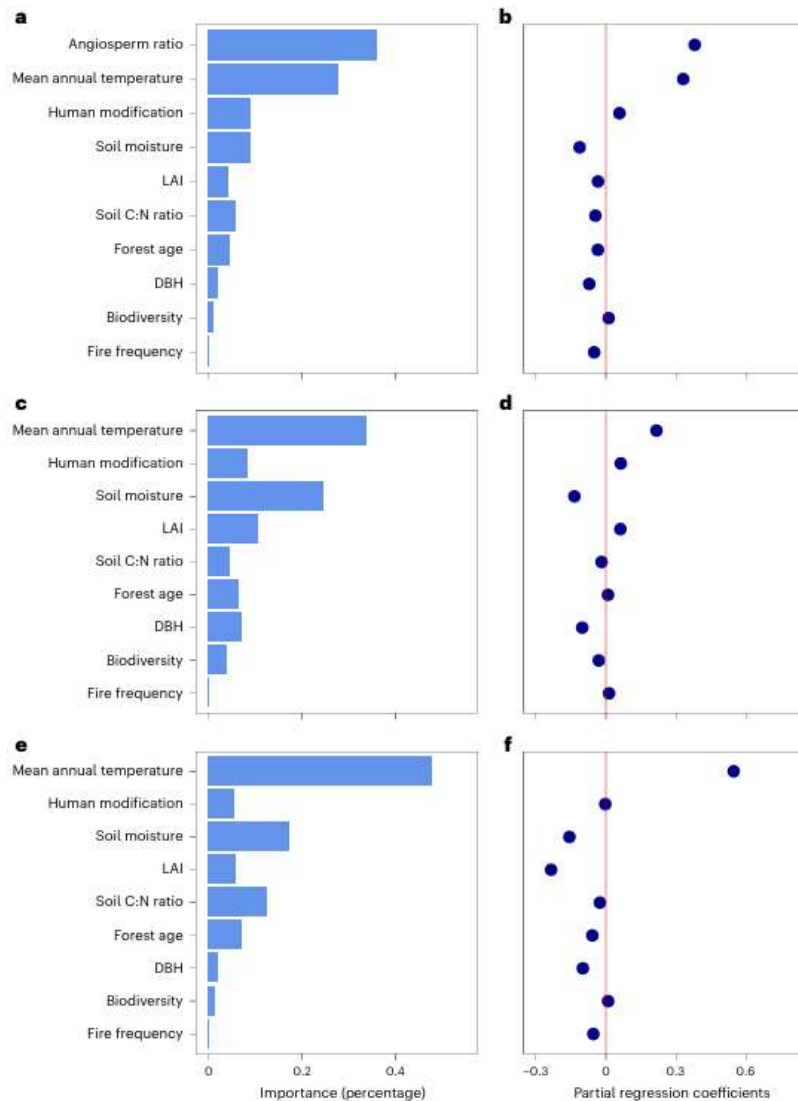 a
b
Angiosperm ratio
Mean annual temperature
Human modification
Soil moisture
LAI
Soil C:N ratio
Forest age
DBH
Biodiversity
Fire frequency
c
d
Mean annual temperature
Human modification
Soil moisture
LAI
Soil C:N ratio
Forest age
DBH
Biodiversity
Fire frequency
e
f
Mean annual temperature
Human modification
Soil moisture
LAI
Soil C:N ratio
Forest age
DBH
Biodiversity
Fire frequency
0 0.2 0.4
−0.3 0 0.3 0.6
Importance (percentage)
Partial regression coefficients